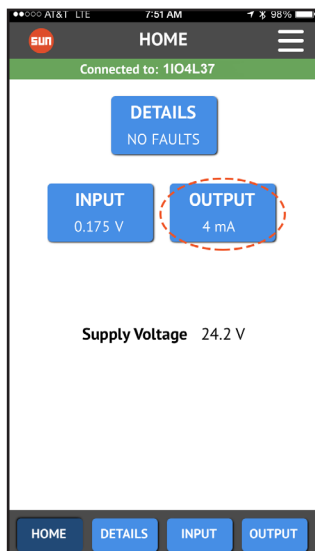 ●●○○○ AT&T LTE 7:51 AM 98%
sun HOME
Connected to: 1IO4L37
DETAILS
NO FAULTS
INPUT OUTPUT
0.175 V 4 mA
Supply Voltage 24.2 V
HOME DETAILS INPUT OUTPUT